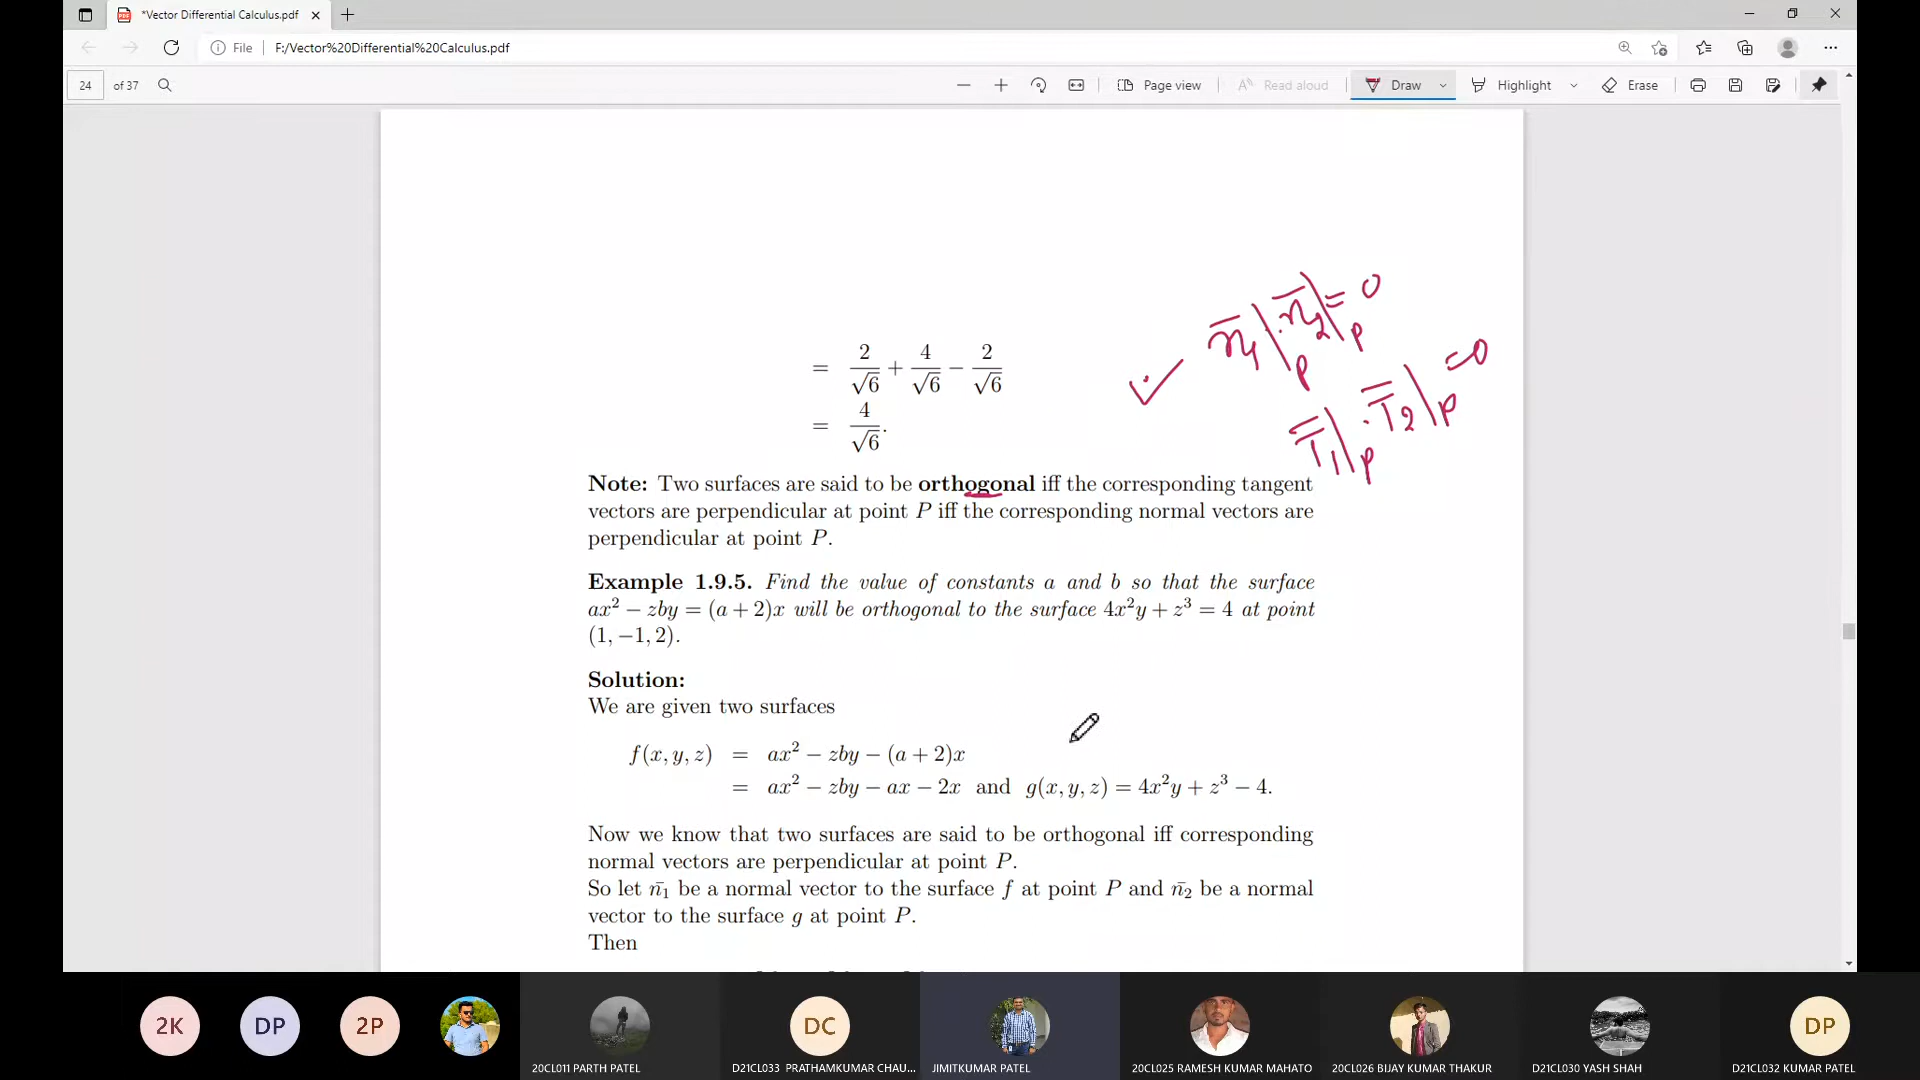 *Vector Differential Calculus.pdf
File F:/Vector%20Differential%20Calculus.pdf
24 of 37 Page view Read aloud Draw Highlight Erase
n̄₁|ₚ · n̄₂|ₚ = 0
T̄₁|ₚ · T̄₂|ₚ = 0
= 2/√6 + 4/√6 − 2/√6
= 4/√6.
Note: Two surfaces are said to be orthogonal iff the corresponding tangent
vectors are perpendicular at point P iff the corresponding normal vectors are
perpendicular at point P.
Example 1.9.5. Find the value of constants a and b so that the surface
ax² − zby = (a + 2)x will be orthogonal to the surface 4x²y + z³ = 4 at point
(1, −1, 2).
Solution:
We are given two surfaces
f(x, y, z) = ax² − zby − (a + 2)x
= ax² − zby − ax − 2x and g(x, y, z) = 4x²y + z³ − 4.
Now we know that two surfaces are said to be orthogonal iff corresponding
normal vectors are perpendicular at point P.
So let n̄₁ be a normal vector to the surface f at point P and n̄₂ be a normal
vector to the surface g at point P.
Then
2K DP 2P DC DP
20CL011 PARTH PATEL D21CL033 PRATHAMKUMAR CHAU... JIMITKUMAR PATEL 20CL025 RAMESH KUMAR MAHATO 20CL026 BIJAY KUMAR THAKUR D21CL030 YASH SHAH D21CL032 KUMAR PATEL